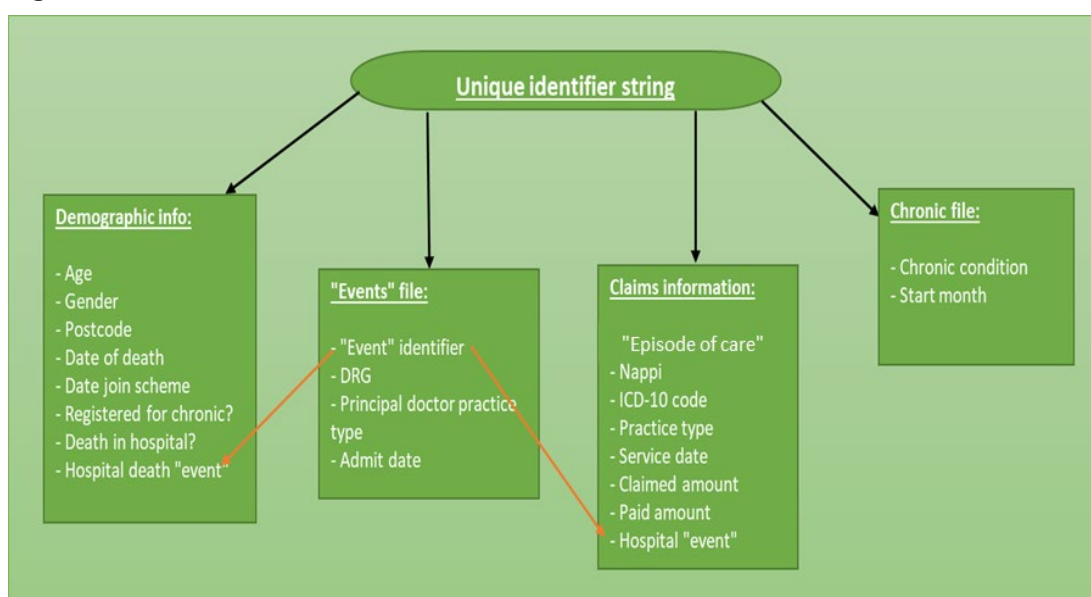 Unique identifier string
Demographic info:
- Age
- Gender
- Postcode
- Date of death
- Date join scheme
- Registered for chronic?
- Death in hospital?
- Hospital death "event"
"Events" file:
- "Event" identifier
- DRG
- Principal doctor practice
type
- Admit date
Claims information:
"Episode of care"
- Nappi
- ICD-10 code
- Practice type
- Service date
- Claimed amount
- Paid amount
- Hospital "event"
Chronic file:
- Chronic condition
- Start month